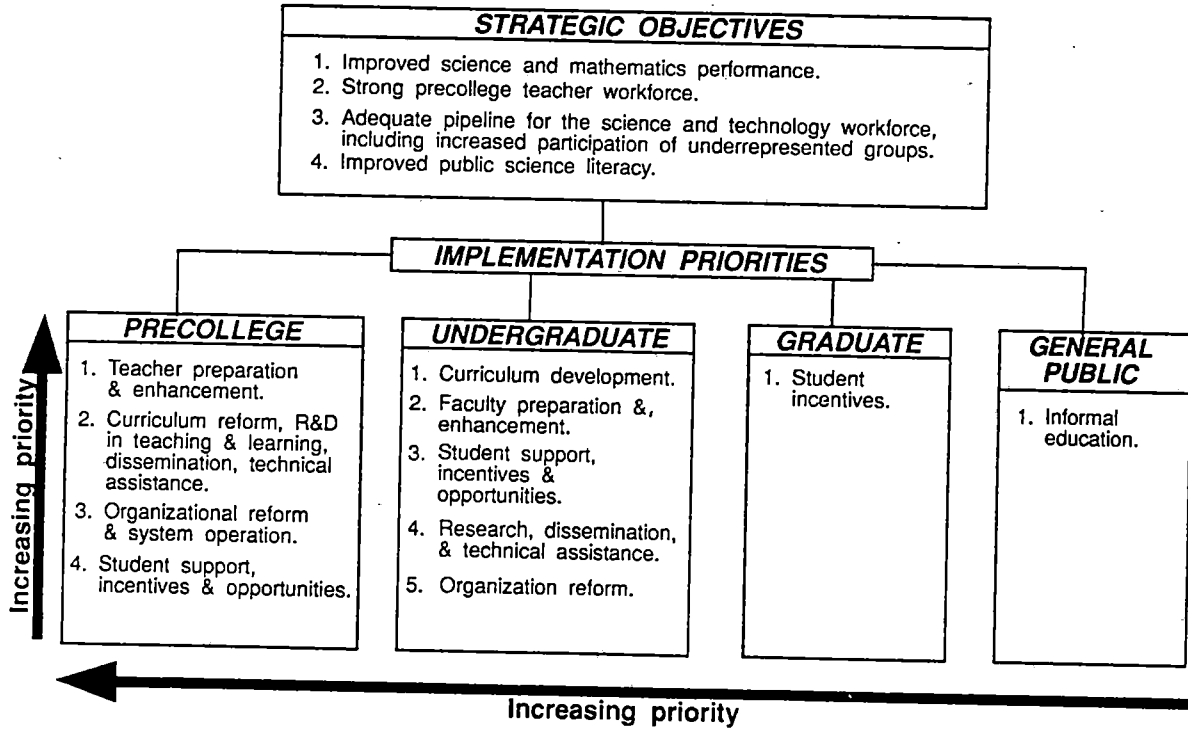 STRATEGIC OBJECTIVES
1. Improved science and mathematics performance.
2. Strong precollege teacher workforce.
3. Adequate pipeline for the science and technology workforce,
including increased participation of underrepresented groups.
4. Improved public science literacy.
IMPLEMENTATION PRIORITIES
PRECOLLEGE
1. Teacher preparation
& enhancement.
2. Curriculum reform, R&D
in teaching & learning,
dissemination, technical
assistance.
3. Organizational reform
& system operation.
4. Student support,
incentives & opportunities.
UNDERGRADUATE
1. Curriculum development.
2. Faculty preparation &,
enhancement.
3. Student support,
incentives &
opportunities.
4. Research, dissemination,
& technical assistance.
5. Organization reform.
GRADUATE
1. Student
incentives.
GENERAL
PUBLIC
1. Informal
education.
Increasing priority
Increasing priority